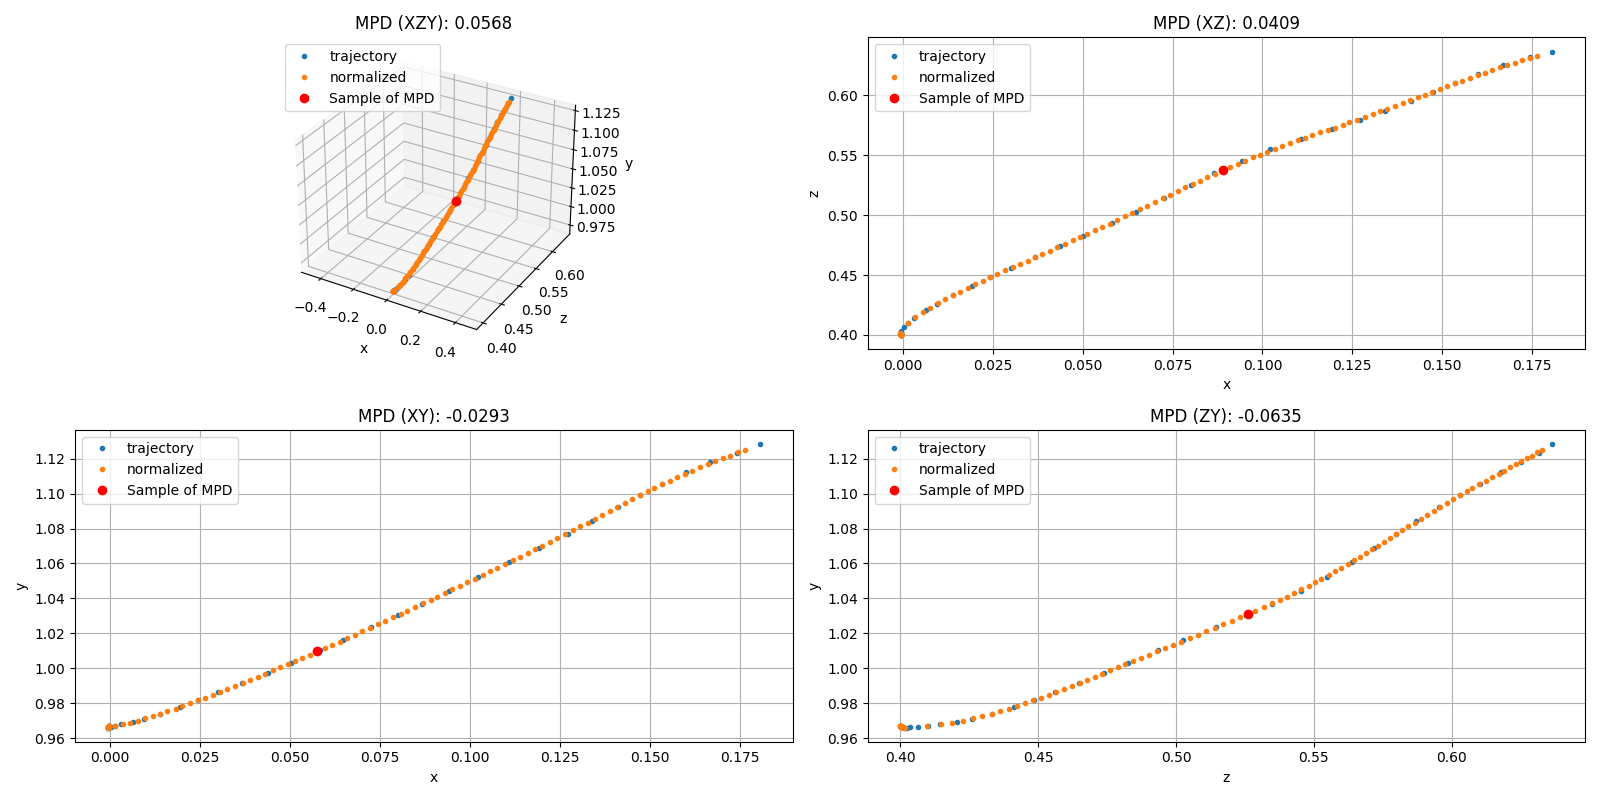 MPD (XZY): 0.0568
trajectory
normalized
Sample of MPD
1.125
1.100
1.075
1.050
1.025
1.000
0.975
y
0.60
0.55
0.50
0.45
0.40
z
−0.4
−0.2
0.0
0.2
0.4
x
MPD (XZ): 0.0409
trajectory
normalized
Sample of MPD
0.60
0.55
0.50
0.45
0.40
z
0.000 0.025 0.050 0.075 0.100 0.125 0.150 0.175
x
MPD (XY): -0.0293
trajectory
normalized
Sample of MPD
1.12
1.10
1.08
1.06
1.04
1.02
1.00
0.98
0.96
y
0.000 0.025 0.050 0.075 0.100 0.125 0.150 0.175
x
MPD (ZY): -0.0635
trajectory
normalized
Sample of MPD
1.12
1.10
1.08
1.06
1.04
1.02
1.00
0.98
0.96
y
0.40 0.45 0.50 0.55 0.60
z